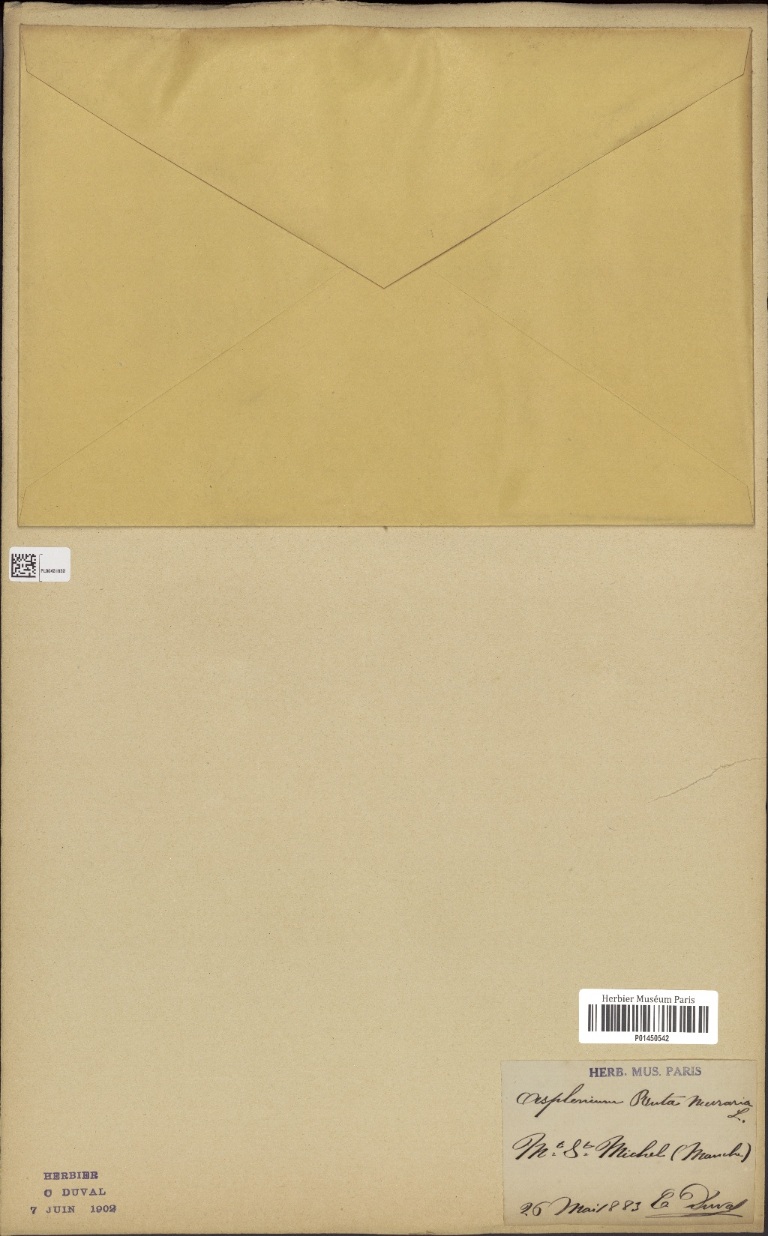 Herbier Muséum Paris
P01450542
HERB. MUS. PARIS
Asplenium Ruta muraria
L.
Mt. St. Michel (Manche)
26 Mai 1883 C Duval
HERBIER
C DUVAL
7 JUIN 1902